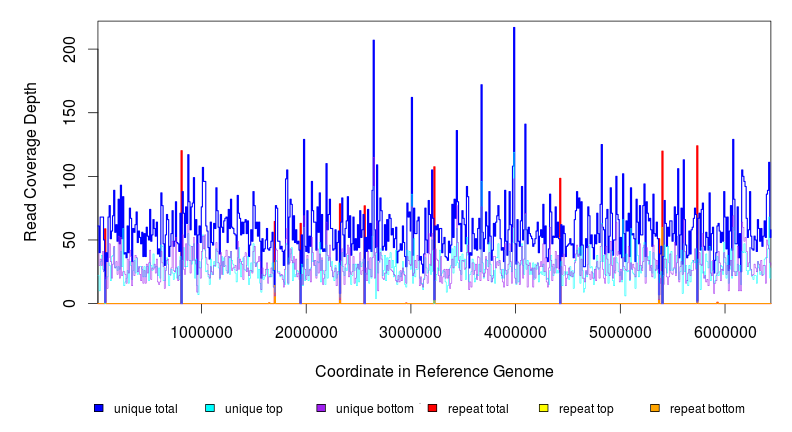 200
150
100
50
0
Read Coverage Depth
1000000 2000000 3000000 4000000 5000000 6000000
Coordinate in Reference Genome
unique total unique top unique bottom repeat total repeat top repeat bottom